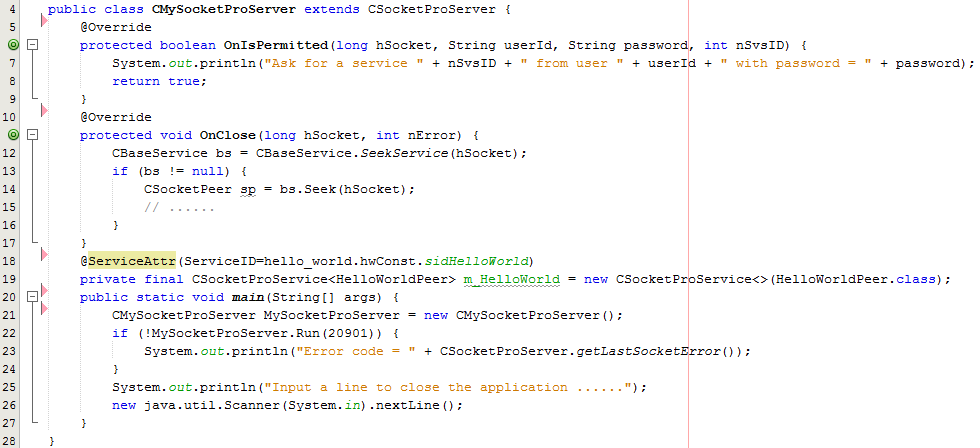 4 public class CMySocketProServer extends CSocketProServer {
5     @Override
    protected boolean OnIsPermitted(long hSocket, String userId, String password, int nSvsID) {
7         System.out.println("Ask for a service " + nSvsID + " from user " + userId + " with password = " + password);
8         return true;
9     }
10     @Override
    protected void OnClose(long hSocket, int nError) {
12         CBaseService bs = CBaseService.SeekService(hSocket);
13         if (bs != null) {
14             CSocketPeer sp = bs.Seek(hSocket);
15             // ......
16         }
17     }
18     @ServiceAttr(ServiceID=hello_world.hwConst.sidHelloWorld)
19     private final CSocketProService<HelloWorldPeer> m_HelloWorld = new CSocketProService<>(HelloWorldPeer.class);
20     public static void main(String[] args) {
21         CMySocketProServer MySocketProServer = new CMySocketProServer();
22         if (!MySocketProServer.Run(20901)) {
23             System.out.println("Error code = " + CSocketProServer.getLastSocketError());
24         }
25         System.out.println("Input a line to close the application ......");
26         new java.util.Scanner(System.in).nextLine();
27     }
28 }